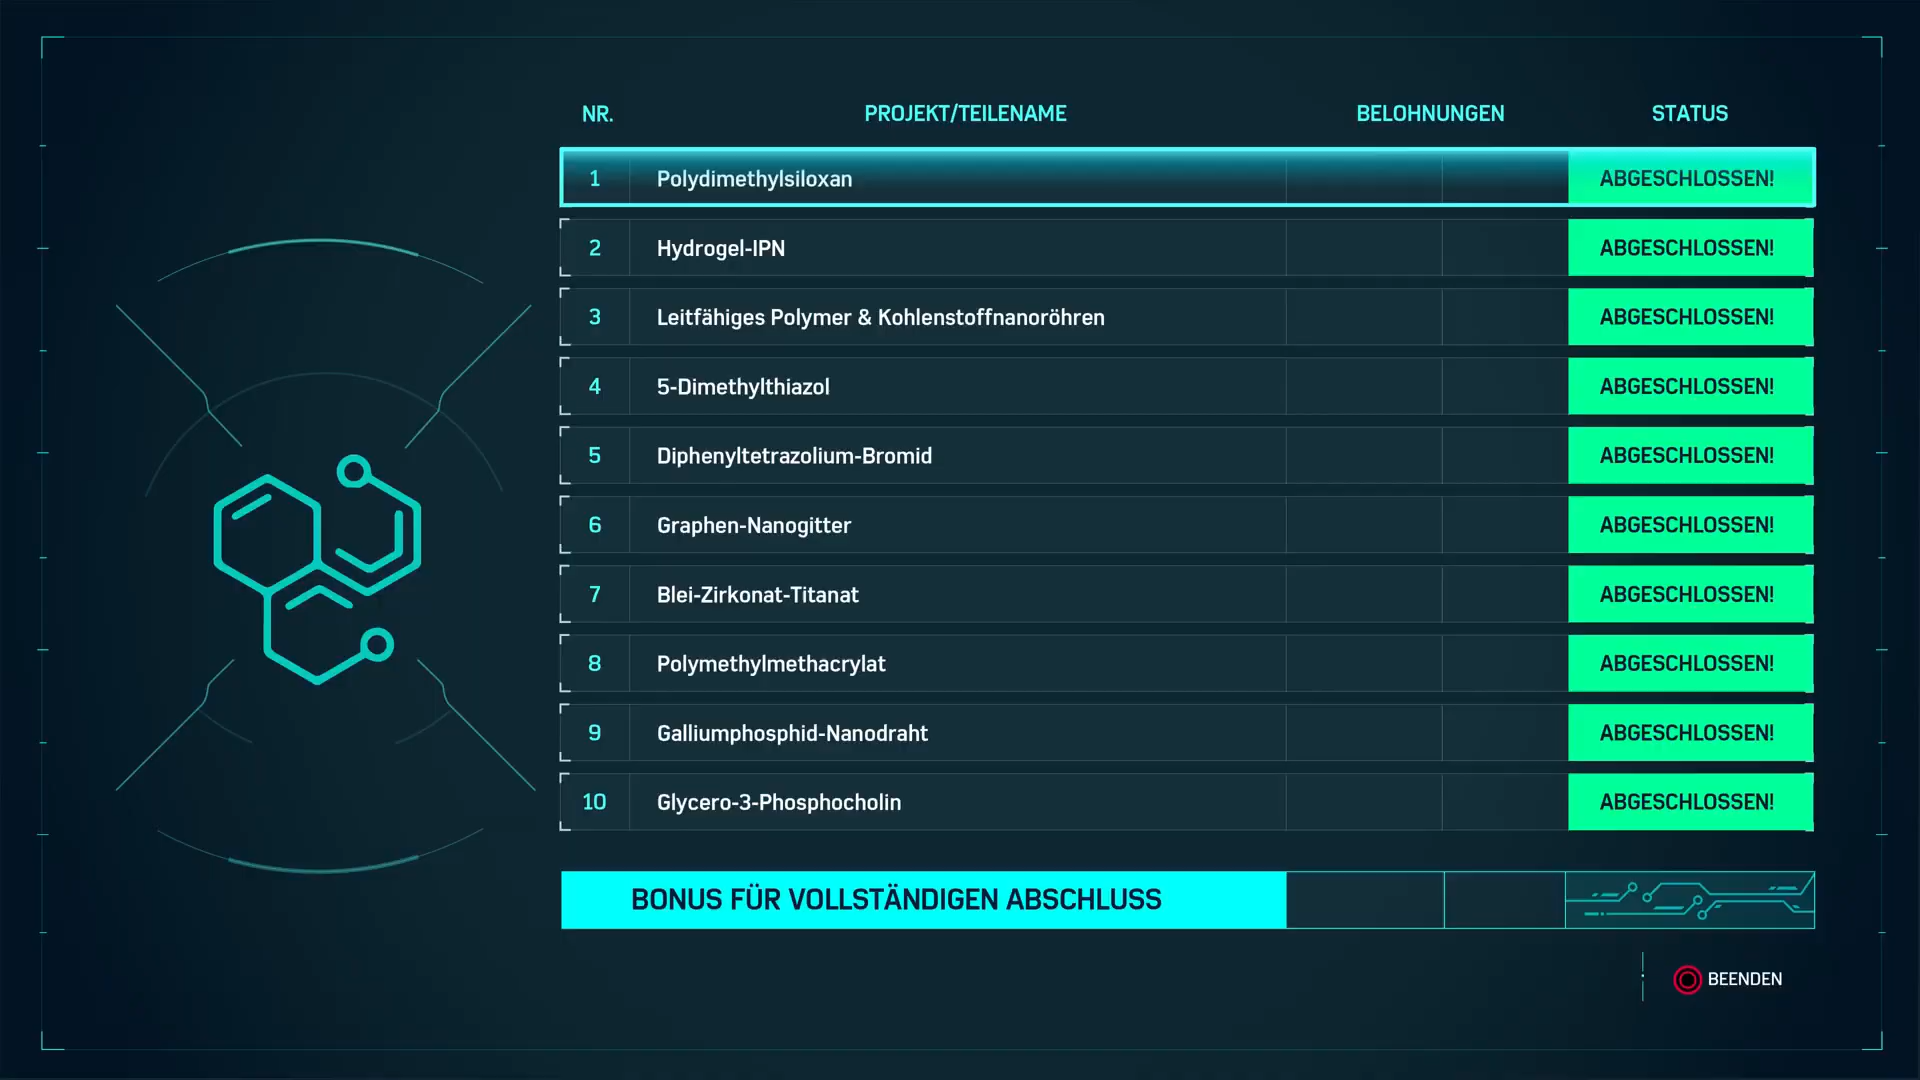 NR. PROJEKT/TEILENAME BELOHNUNGEN STATUS
1 Polydimethylsiloxan ABGESCHLOSSEN!
2 Hydrogel-IPN ABGESCHLOSSEN!
3 Leitfähiges Polymer & Kohlenstoffnanoröhren ABGESCHLOSSEN!
4 5-Dimethylthiazol ABGESCHLOSSEN!
5 Diphenyltetrazolium-Bromid ABGESCHLOSSEN!
6 Graphen-Nanogitter ABGESCHLOSSEN!
7 Blei-Zirkonat-Titanat ABGESCHLOSSEN!
8 Polymethylmethacrylat ABGESCHLOSSEN!
9 Galliumphosphid-Nanodraht ABGESCHLOSSEN!
10 Glycero-3-Phosphocholin ABGESCHLOSSEN!
BONUS FÜR VOLLSTÄNDIGEN ABSCHLUSS
BEENDEN